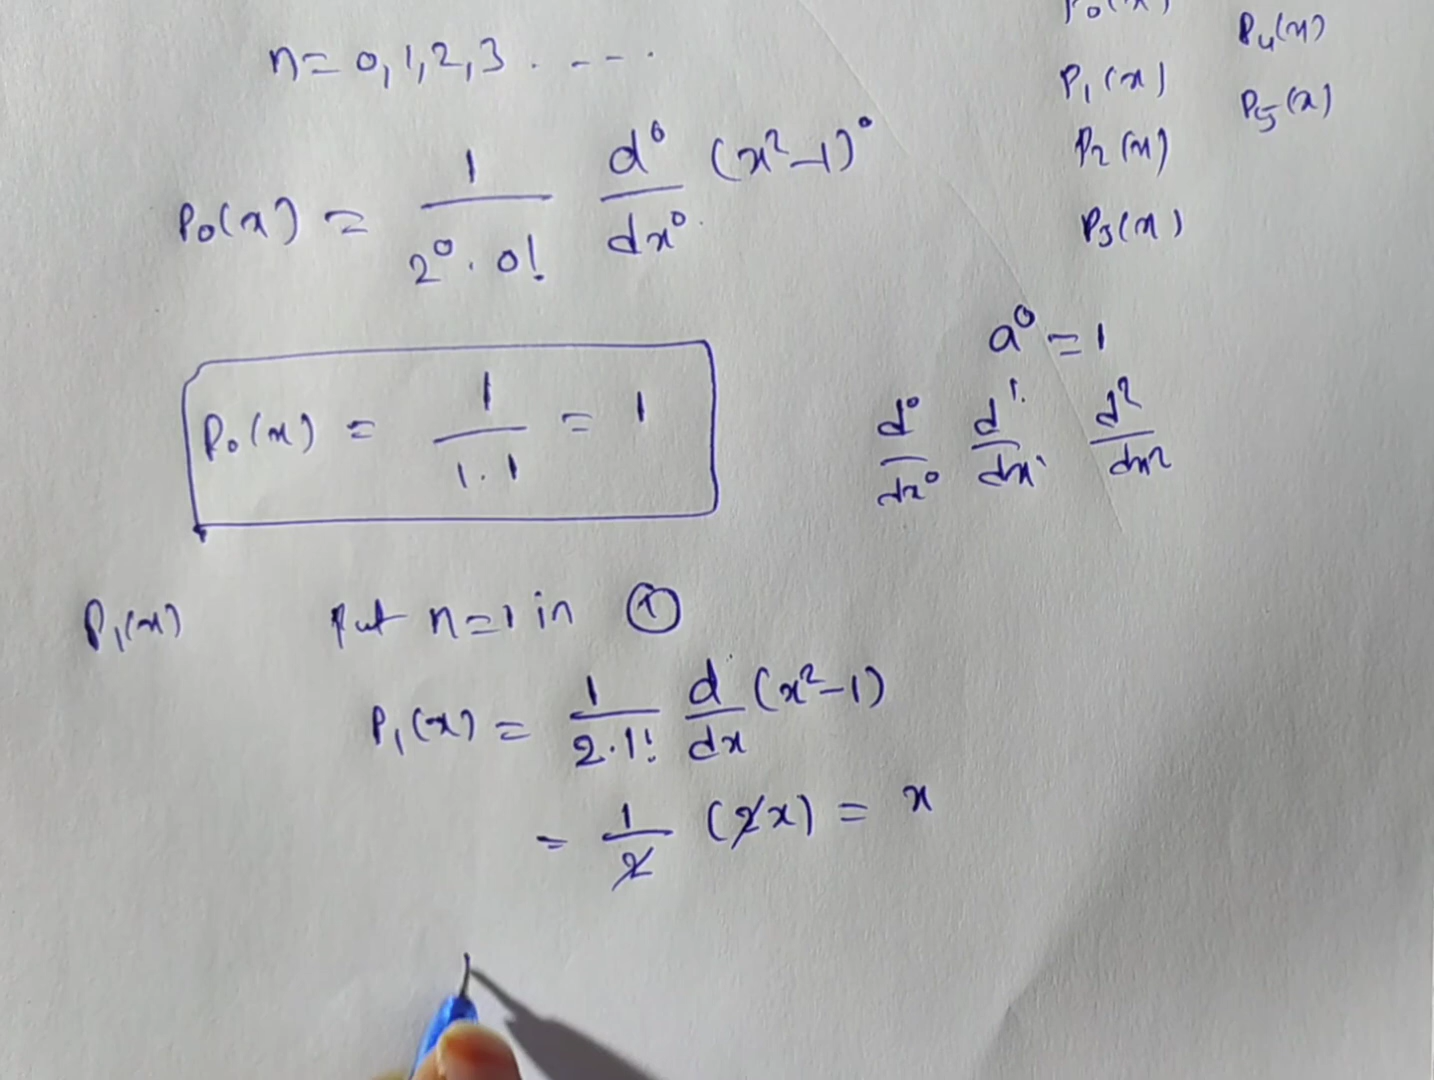 n = 0, 1, 2, 3 . - - - .
P₀(x) = 1/(2⁰ . 0!) d⁰/dx⁰ (x²-1)⁰
P₀(x) = 1/(1 . 1) = 1
P₁(x) put n=1 in ①
P₁(x) = 1/(2 . 1!) d/dx (x²-1)
= 1/2 (2x) = x
P₀(x)
P₁(x)
P₂(x)
P₃(x)
P₄(x)
P₅(x)
a⁰ = 1
d⁰/dx⁰ d¹/dx¹ d²/dx²